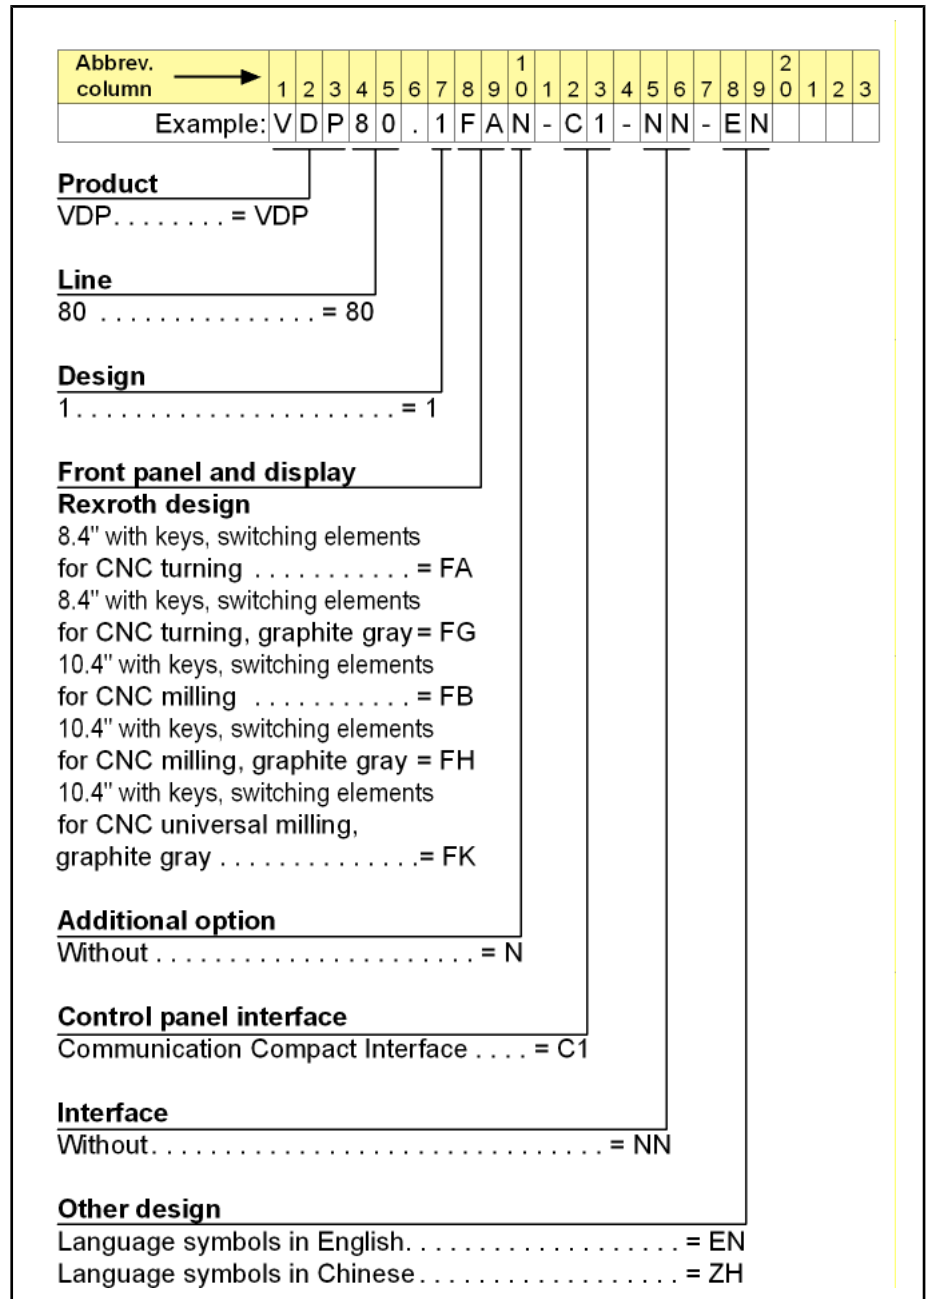 Abbrev. column 1 2 3 4 5 6 7 8 9 10 1 2 3 4 5 6 7 8 9 20 1 2 3
Example: V D P 8 0 . 1 F A N - C 1 - N N - E N
Product
VDP. . . . . . . . = VDP
Line
80 . . . . . . . . . . . . . . . = 80
Design
1. . . . . . . . . . . . . . . . . . . . . . = 1
Front panel and display
Rexroth design
8.4" with keys, switching elements
for CNC turning . . . . . . . . . . . = FA
8.4" with keys, switching elements
for CNC turning, graphite gray = FG
10.4" with keys, switching elements
for CNC milling . . . . . . . . . . . = FB
10.4" with keys, switching elements
for CNC milling, graphite gray = FH
10.4" with keys, switching elements
for CNC universal milling,
graphite gray . . . . . . . . . . . . . .= FK
Additional option
Without . . . . . . . . . . . . . . . . . . . . . . = N
Control panel interface
Communication Compact Interface . . . . = C1
Interface
Without. . . . . . . . . . . . . . . . . . . . . . . . . . . . . . . = NN
Other design
Language symbols in English. . . . . . . . . . . . . . . . . . . = EN
Language symbols in Chinese . . . . . . . . . . . . . . . . . . = ZH